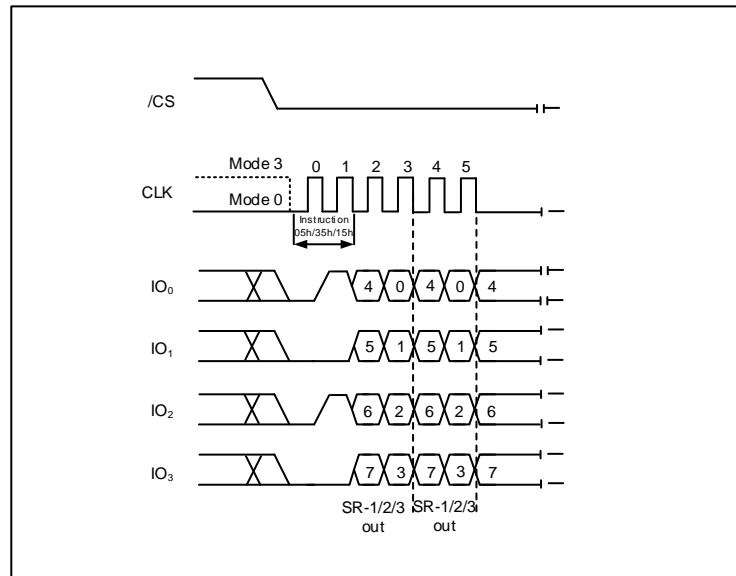 /CS
Mode 3 0 1 2 3 4 5
CLK
Mode 0
Instruction
05h/35h/15h
IO₀ 4 0 4 0 4
IO₁ 5 1 5 1 5
IO₂ 6 2 6 2 6
IO₃ 7 3 7 3 7
SR-1/2/3 SR-1/2/3
out out